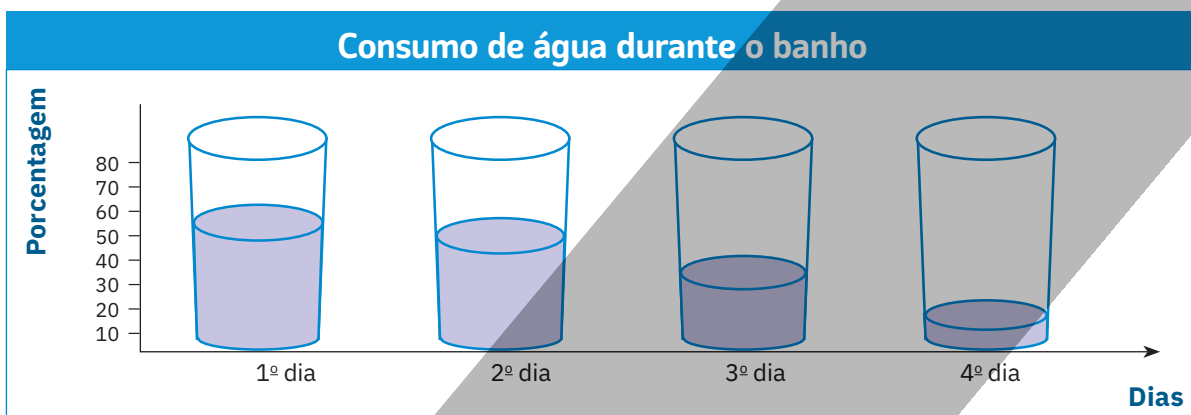 Consumo de água durante o banho
Porcentagem
80
70
60
50
40
30
20
10
1º dia 2º dia 3º dia 4º dia
Dias